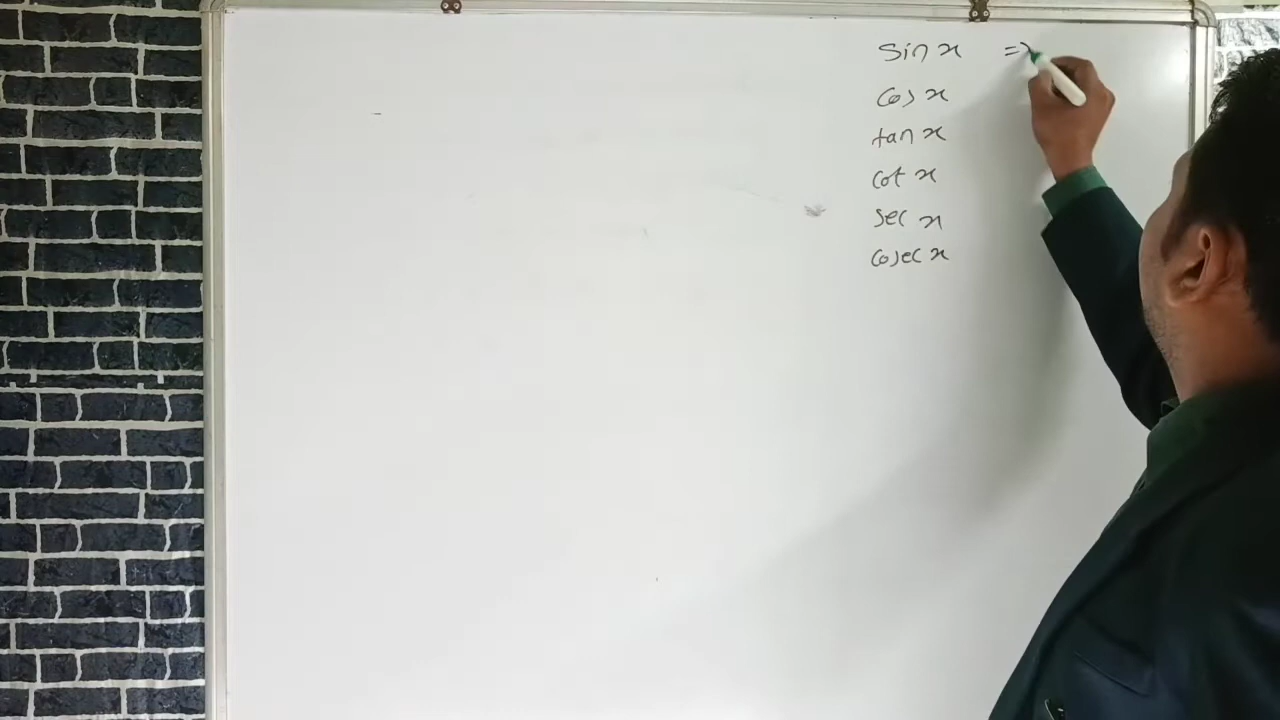 sin x =>
cos x
tan x
cot x
sec x
cosec x